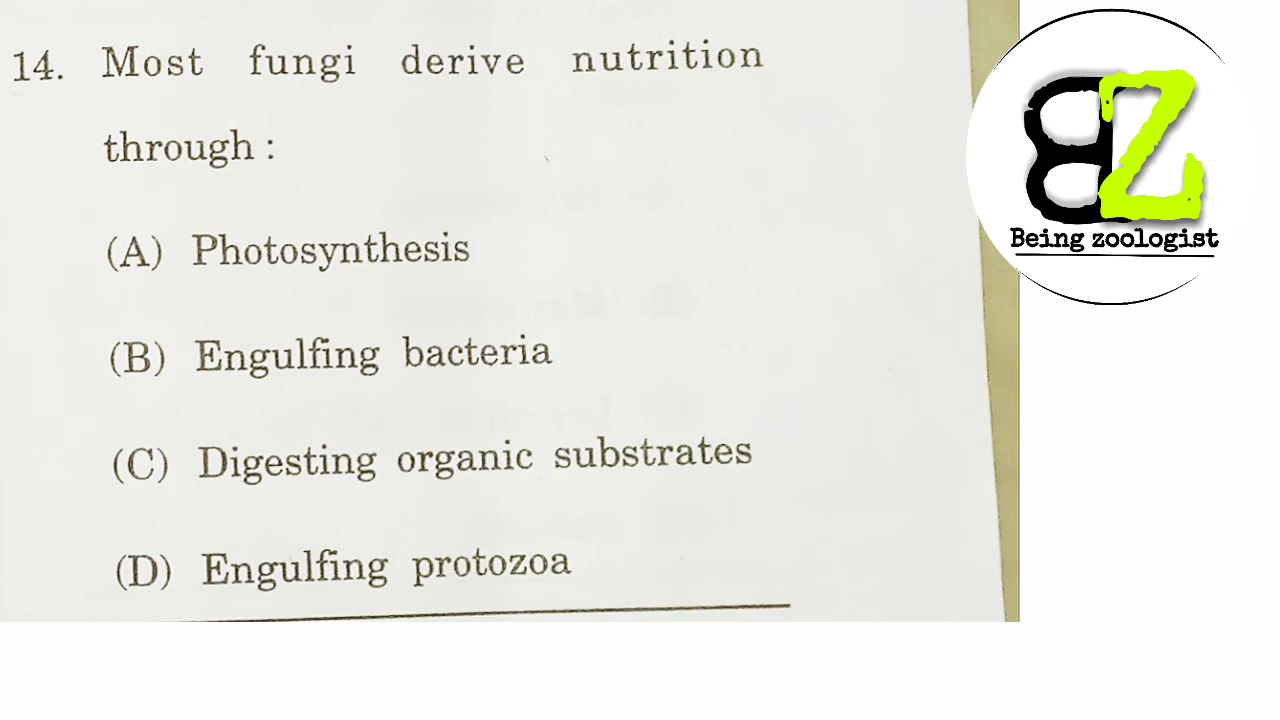 14. Most fungi derive nutrition
through :
(A) Photosynthesis
(B) Engulfing bacteria
(C) Digesting organic substrates
(D) Engulfing protozoa
BZ
Being zoologist